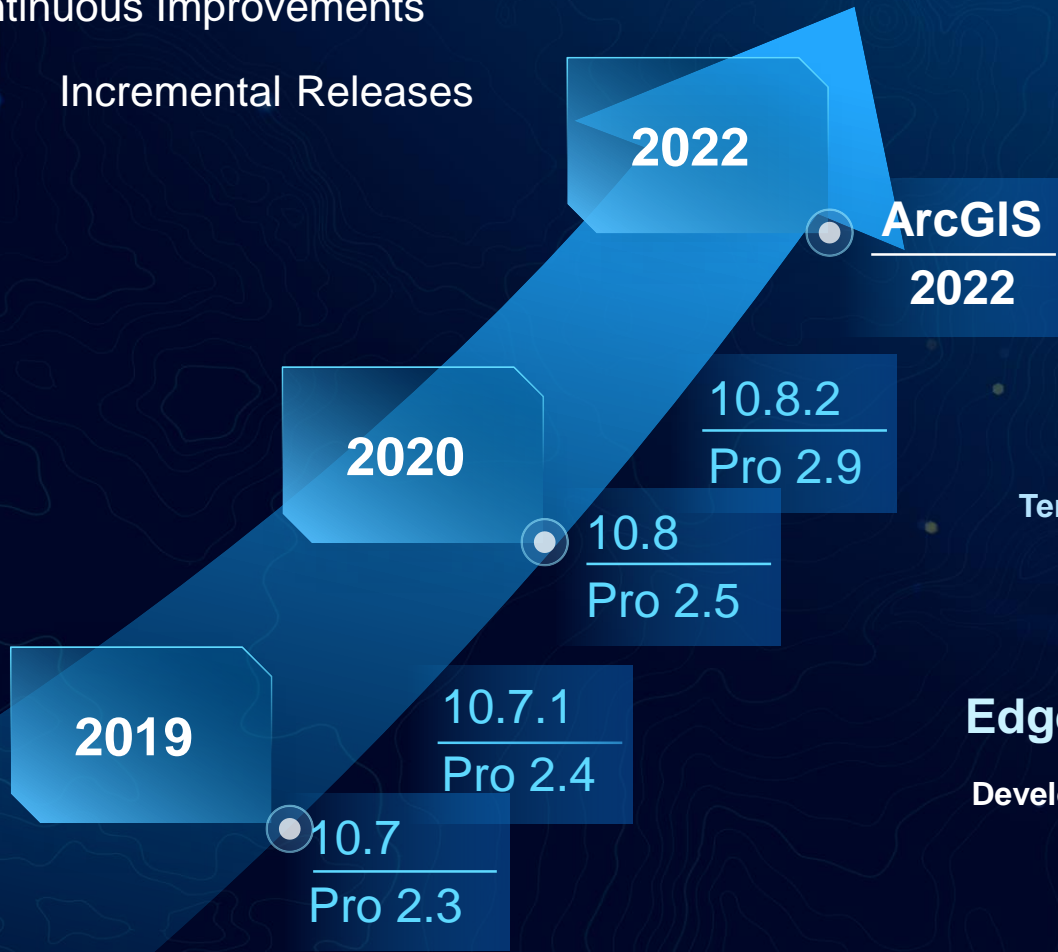 Improvements
Incremental Releases
2022
ArcGIS
2022
10.8.2
Pro 2.9
2020
10.8
Pro 2.5
10.7.1
Pro 2.4
2019
10.7
Pro 2.3